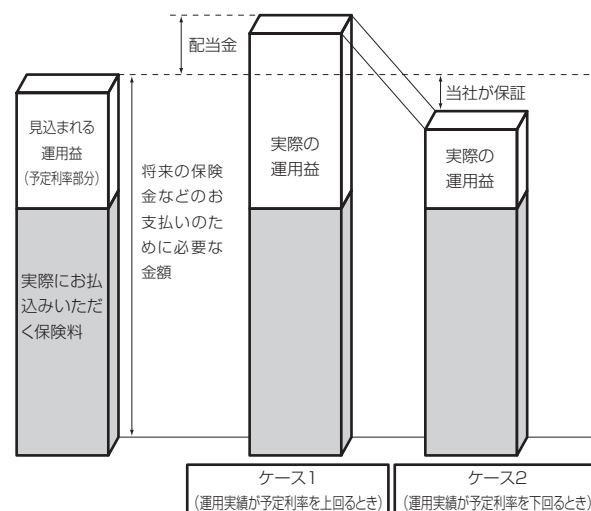 配当金
当社が保証
見込まれる
運用益
(予定利率部分)
将来の保険
金などのお
支払いのた
めに必要な
金額
実際の
運用益
実際の
運用益
実際にお払
込みいただ
く保険料
ケース1
(運用実績が予定利率を上回るとき)
ケース2
(運用実績が予定利率を下回るとき)